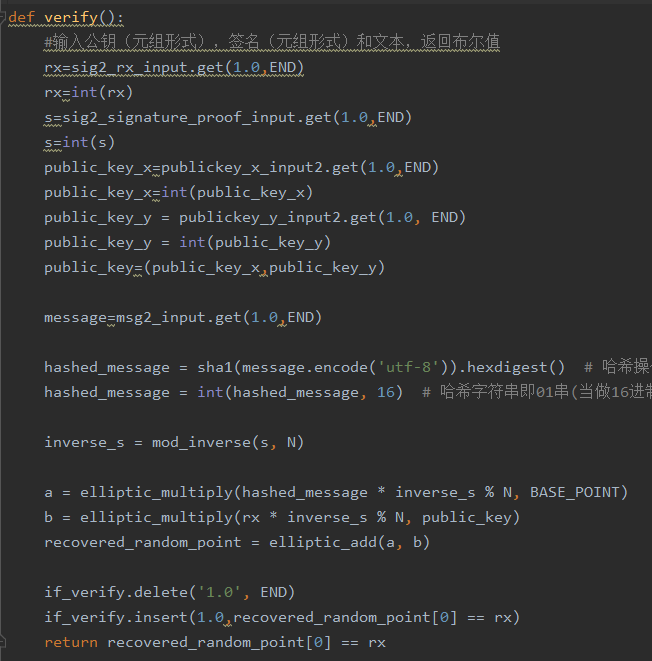 def verify():
#输入公钥（元组形式），签名（元组形式）和文本，返回布尔值
rx=sig2_rx_input.get(1.0,END)
rx=int(rx)
s=sig2_signature_proof_input.get(1.0,END)
s=int(s)
public_key_x=publickey_x_input2.get(1.0,END)
public_key_x=int(public_key_x)
public_key_y = publickey_y_input2.get(1.0, END)
public_key_y = int(public_key_y)
public_key=(public_key_x,public_key_y)
message=msg2_input.get(1.0,END)
hashed_message = sha1(message.encode('utf-8')).hexdigest()  # 哈希操
hashed_message = int(hashed_message, 16)  # 哈希字符串即01串(当做16进制
inverse_s = mod_inverse(s, N)
a = elliptic_multiply(hashed_message * inverse_s % N, BASE_POINT)
b = elliptic_multiply(rx * inverse_s % N, public_key)
recovered_random_point = elliptic_add(a, b)
if_verify.delete('1.0', END)
if_verify.insert(1.0,recovered_random_point[0] == rx)
return recovered_random_point[0] == rx